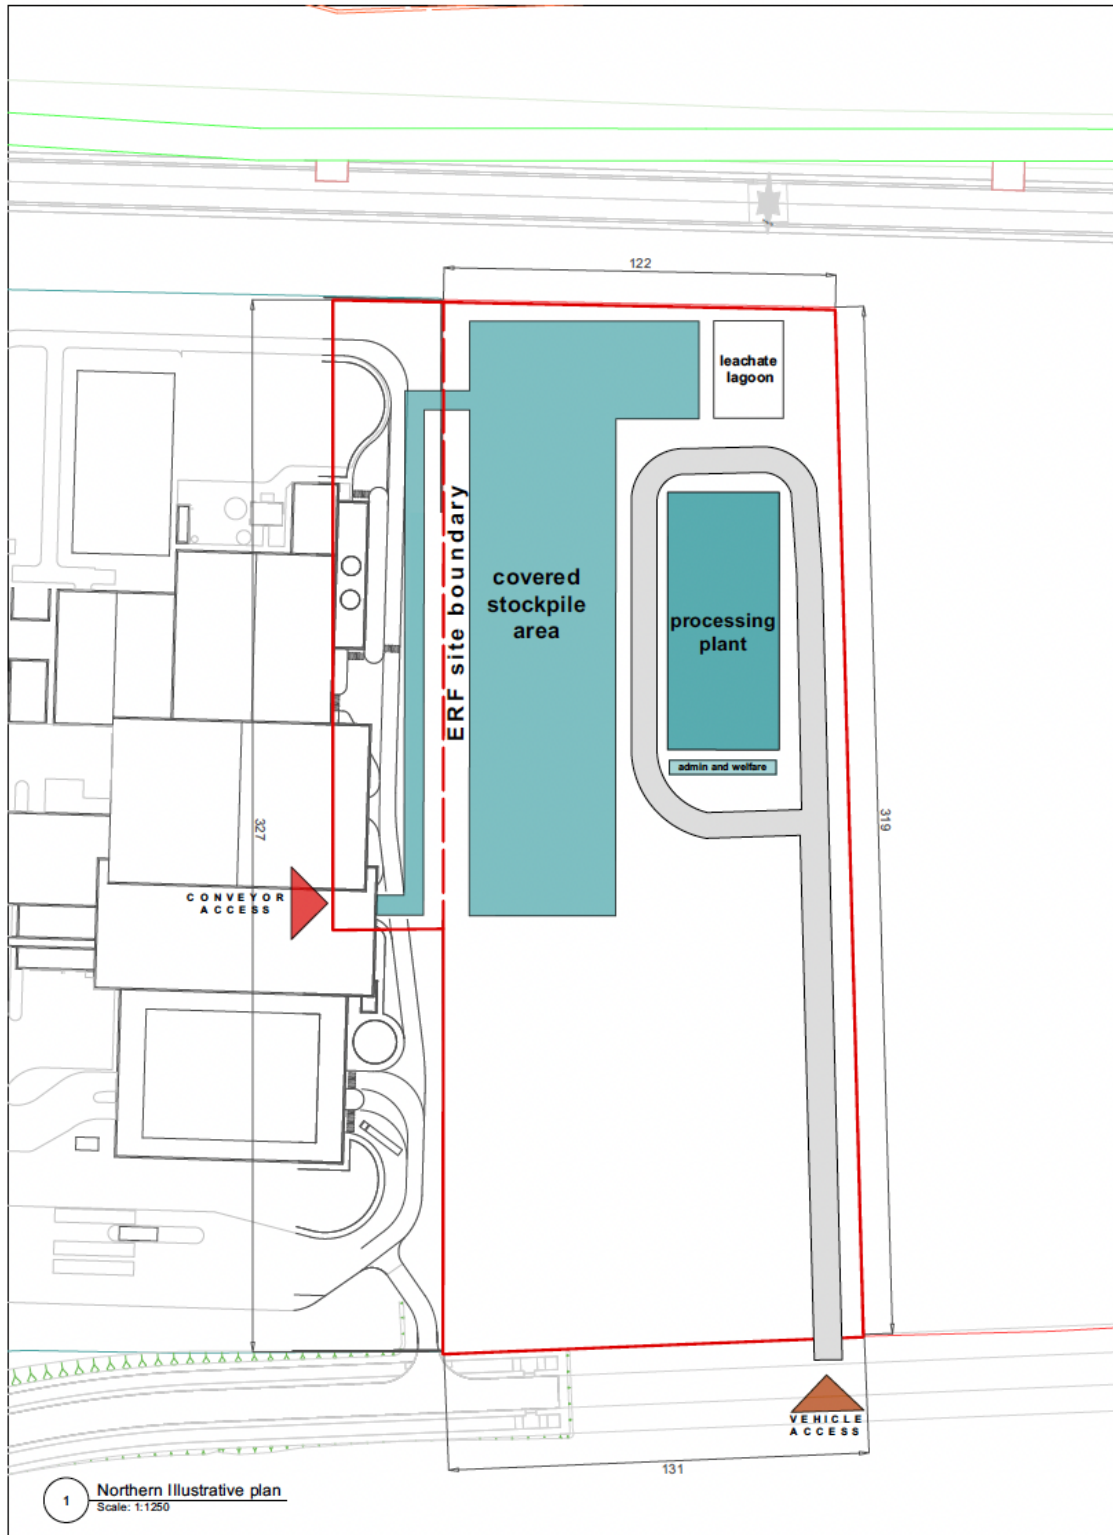 122
leachate
lagoon
ERF site boundary
covered
stockpile
area
processing
plant
admin and welfare
327
319
CONVEYOR
ACCESS
VEHICLE
ACCESS
131
1
Northern Illustrative plan
Scale: 1:1250